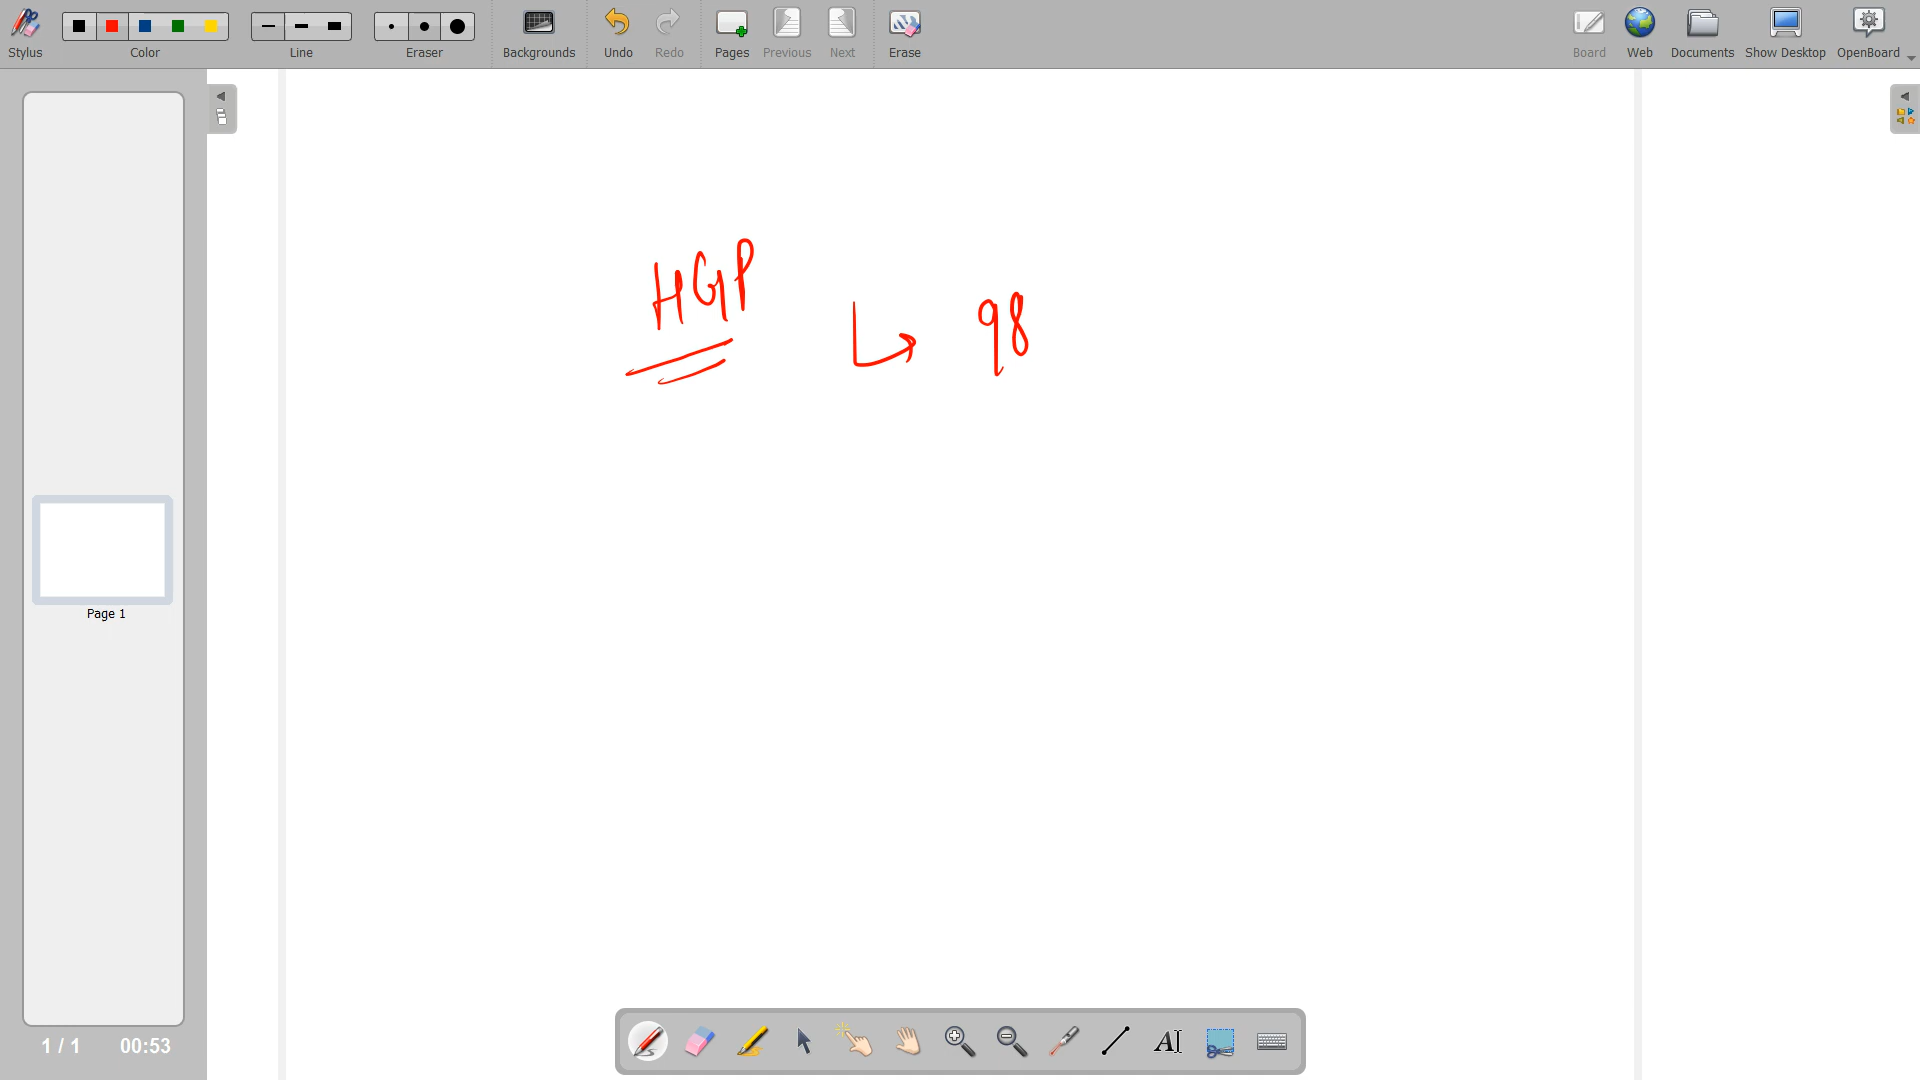 Stylus Color Line Eraser Backgrounds Undo Redo Pages Previous Next Erase Board Web Documents Show Desktop OpenBoard
HGP
98
Page 1
1 / 1 00:53
AI